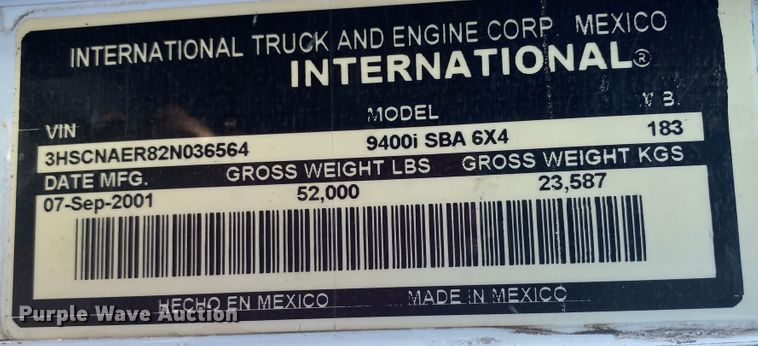 INTERNATIONAL TRUCK AND ENGINE CORP. MEXICO
INTERNATIONAL®
VIN MODEL W.B.
3HSCNAER82N036564 9400i SBA 6X4 183
DATE MFG. GROSS WEIGHT LBS GROSS WEIGHT KGS
07-Sep-2001 52,000 23,587
HECHO EN MEXICO MADE IN MEXICO
Purple Wave Auction